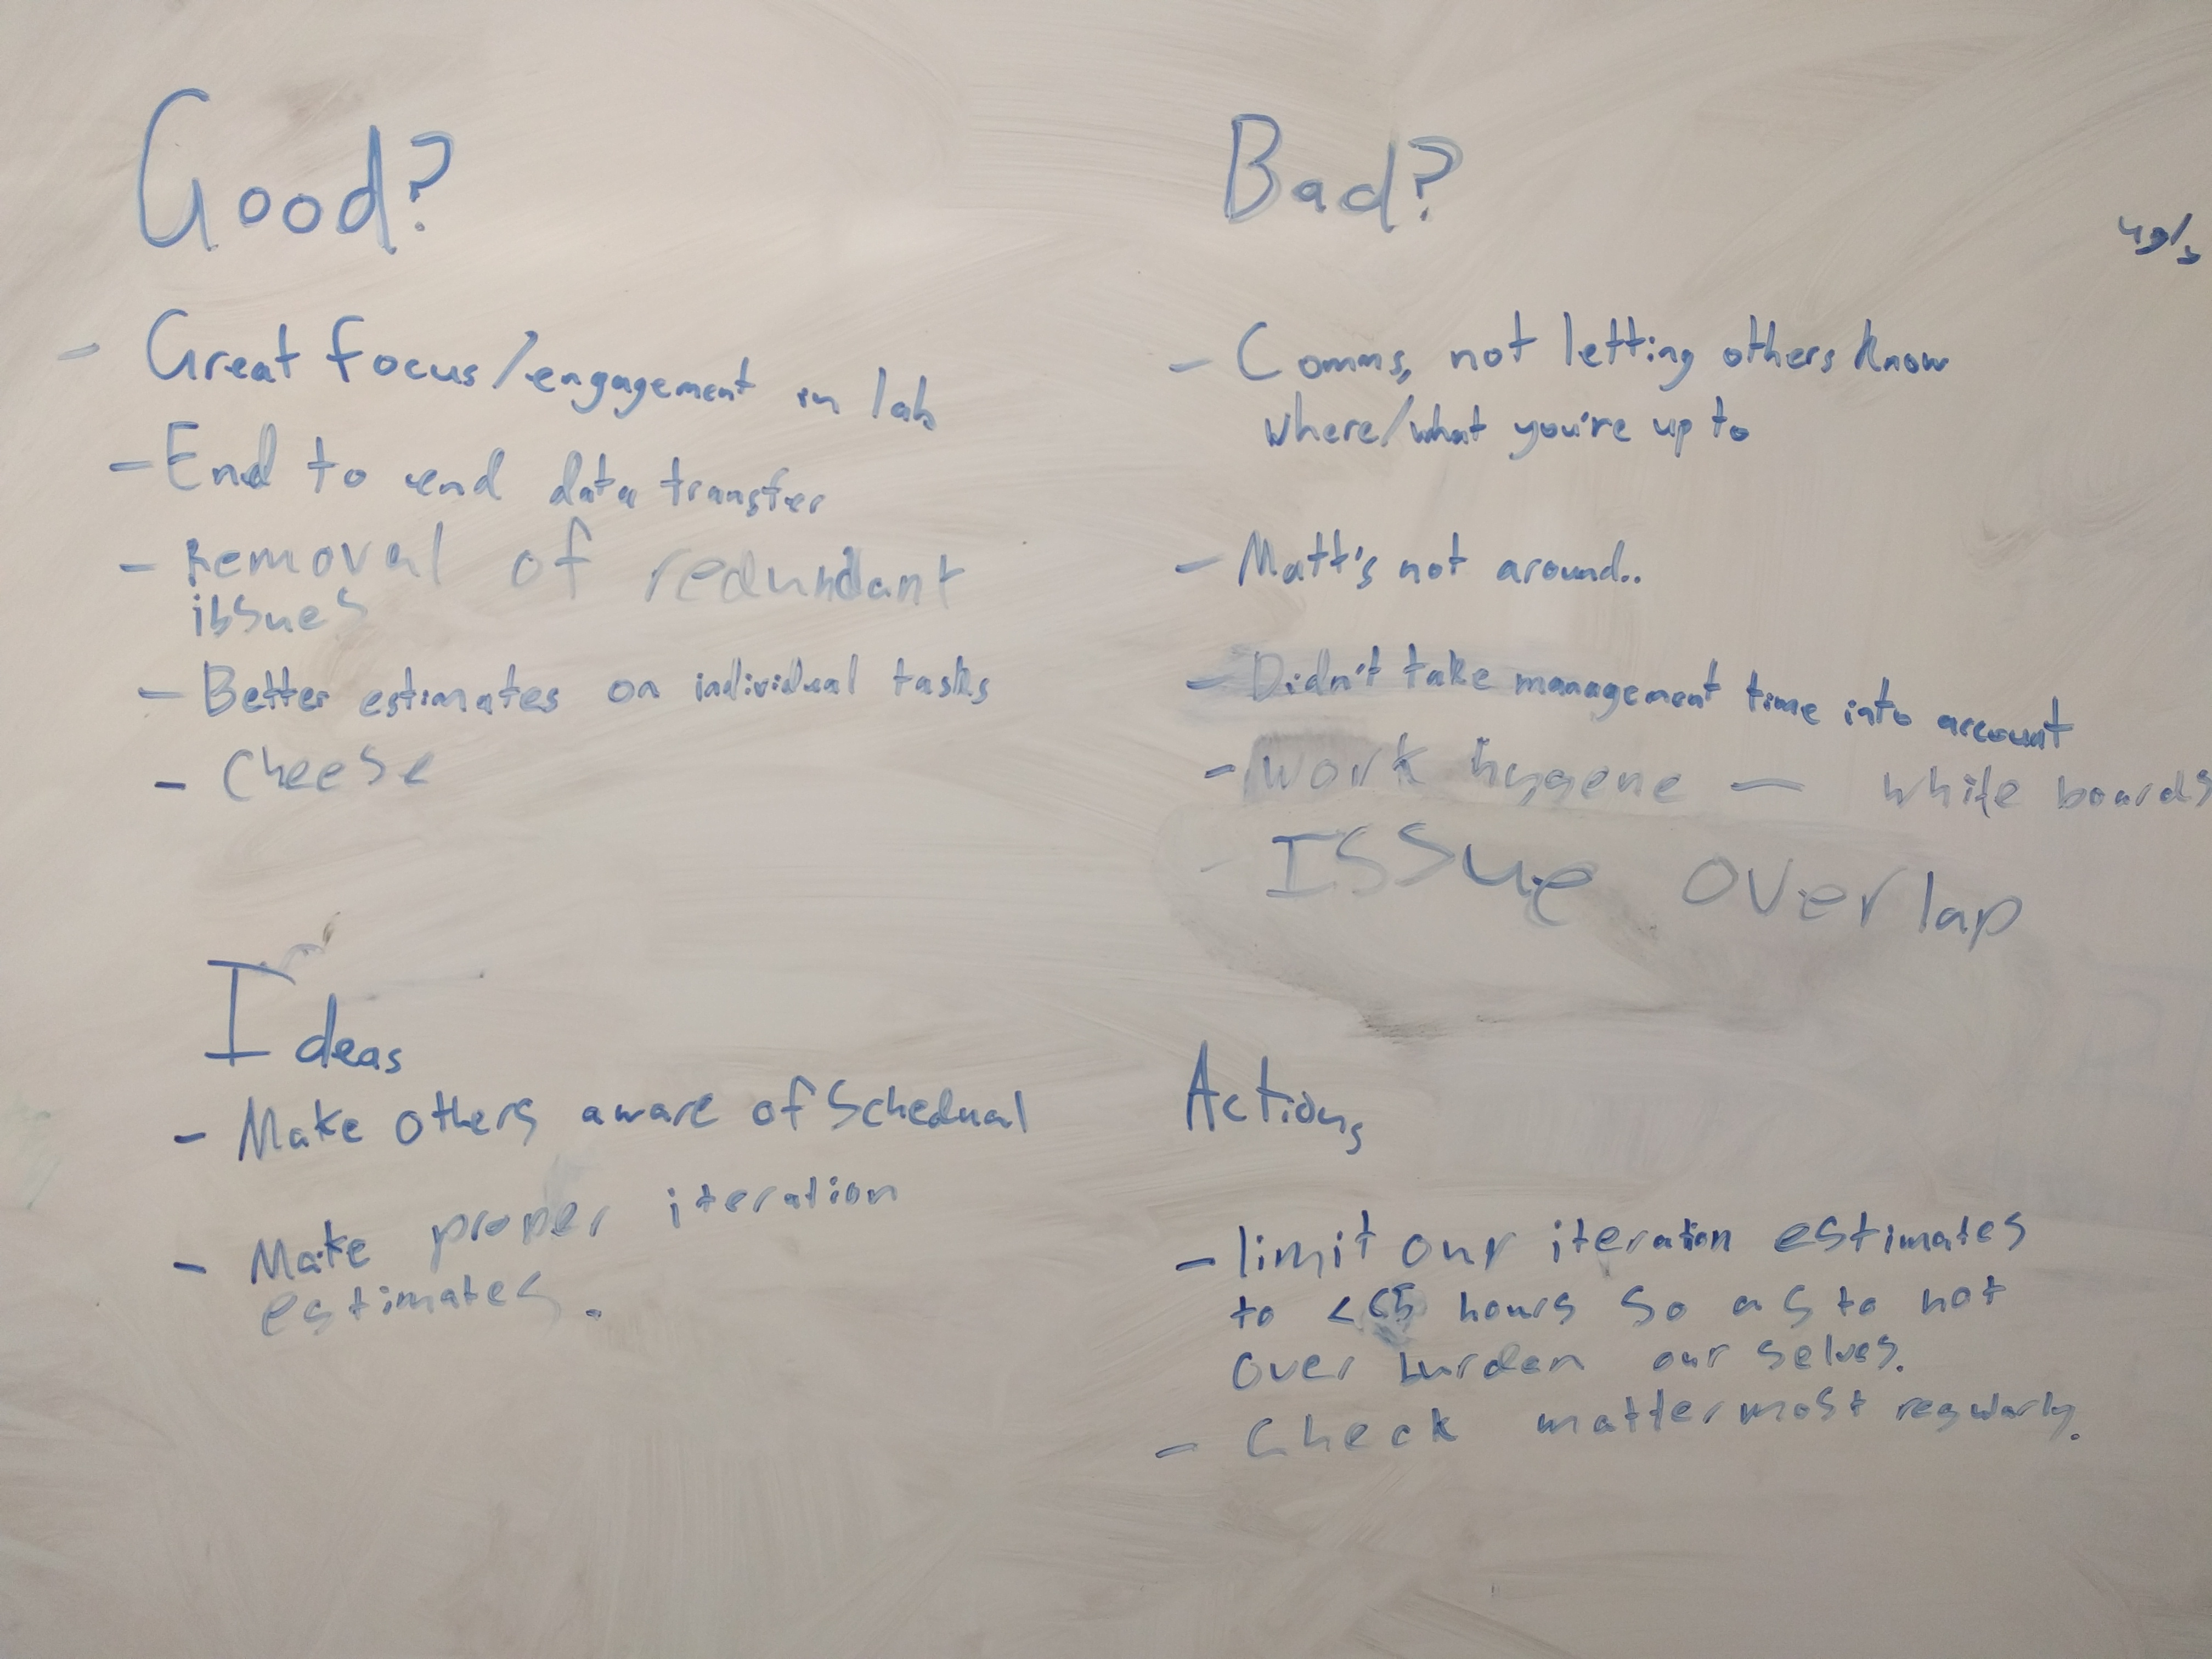 Good?
- Great focus/engagement in lab
- End to end data transfer
- Removal of redundant
issues
- Better estimates on individual tasks
- Cheese
Bad?
ugly
- Comms, not letting others know
where/what you're up to
- Matt's not around..
- Didn't take management time into account
- Work hygene — white boards
- Issue overlap
Ideas
- Make others aware of Schedual
- Make proper iteration
estimates.
Actions
- limit our iteration estimates
to hours so as to not
over burden our selves.
- Check mattermost regularly.